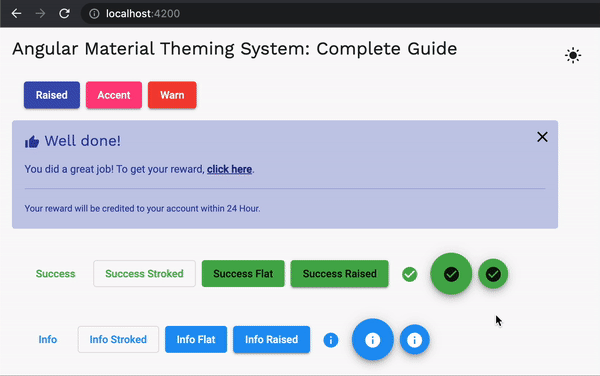 localhost:4200
Angular Material Theming System: Complete Guide
Raised Accent Warn
Well done!
You did a great job! To get your reward, click here.
Your reward will be credited to your account within 24 Hour.
Success Success Stroked Success Flat Success Raised
Info Info Stroked Info Flat Info Raised